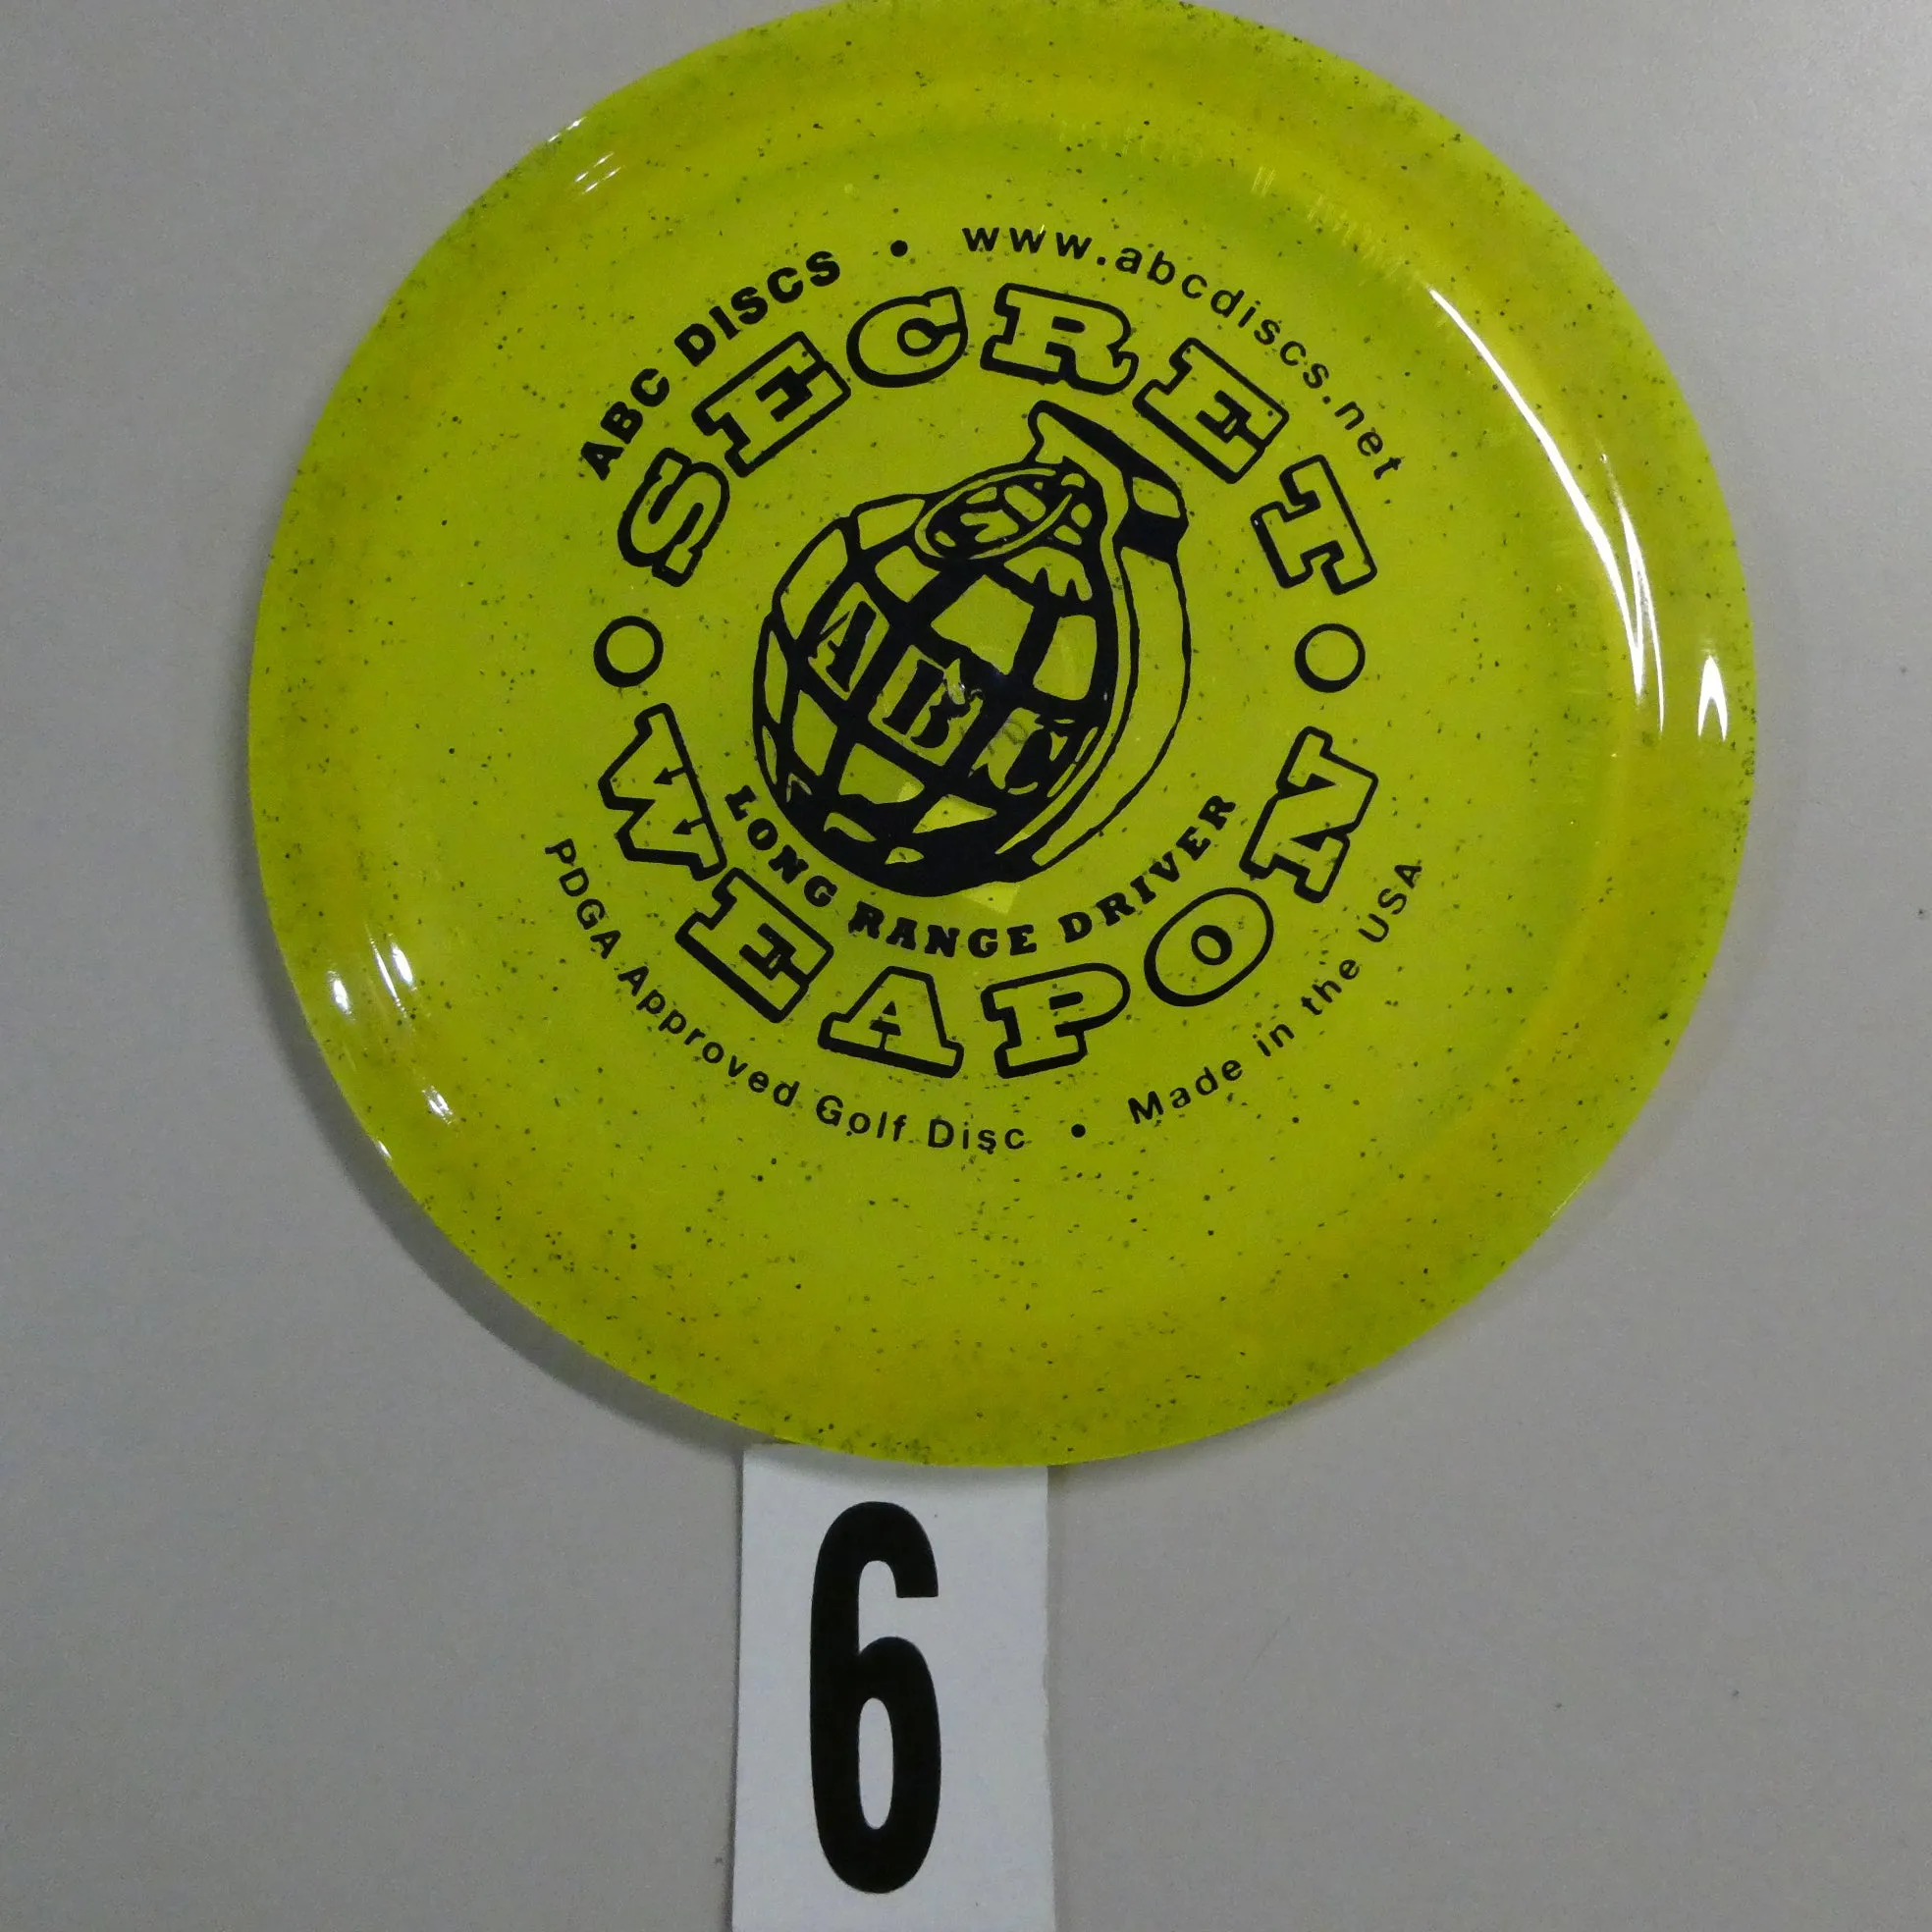 ABC DISCS • www.abcdiscs.net
SECRET
ABC
LONG RANGE DRIVER
WEAPON
PDGA Approved Golf Disc • Made in the USA
6